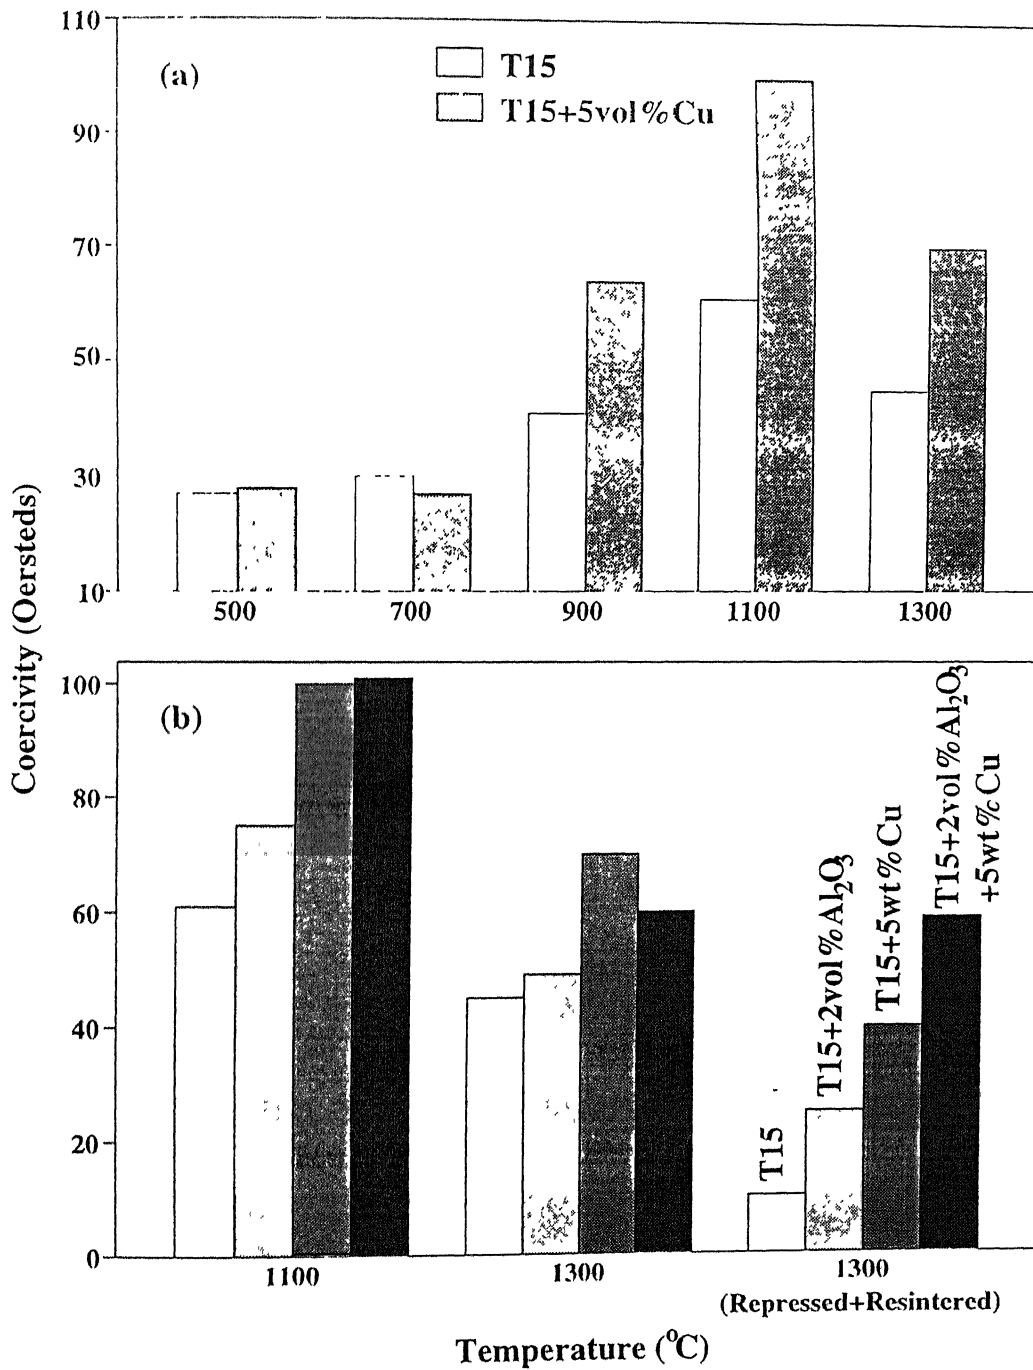 110
(a)
T15
T15+5vol%Cu
90
70
50
30
10
500
700
900
1100
1300
Coercivity (Oersteds)
100
(b)
80
60
40
20
0
T15
T15+2vol%Al₂O₃
T15+5wt%Cu
T15+2vol%Al₂O₃
+5wt%Cu
1100
1300
1300
(Repressed+Resintered)
Temperature (°C)